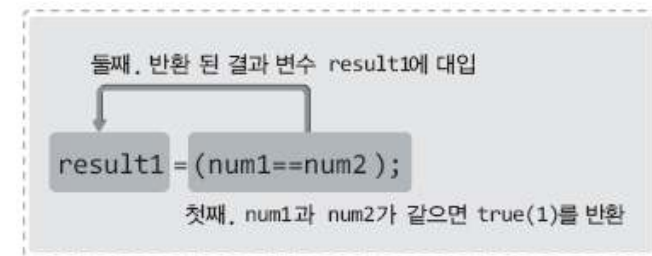 둘째. 반환 된 결과 변수 result1에 대입
result1 = (num1==num2 );
첫째. num1과 num2가 같으면 true(1)를 반환